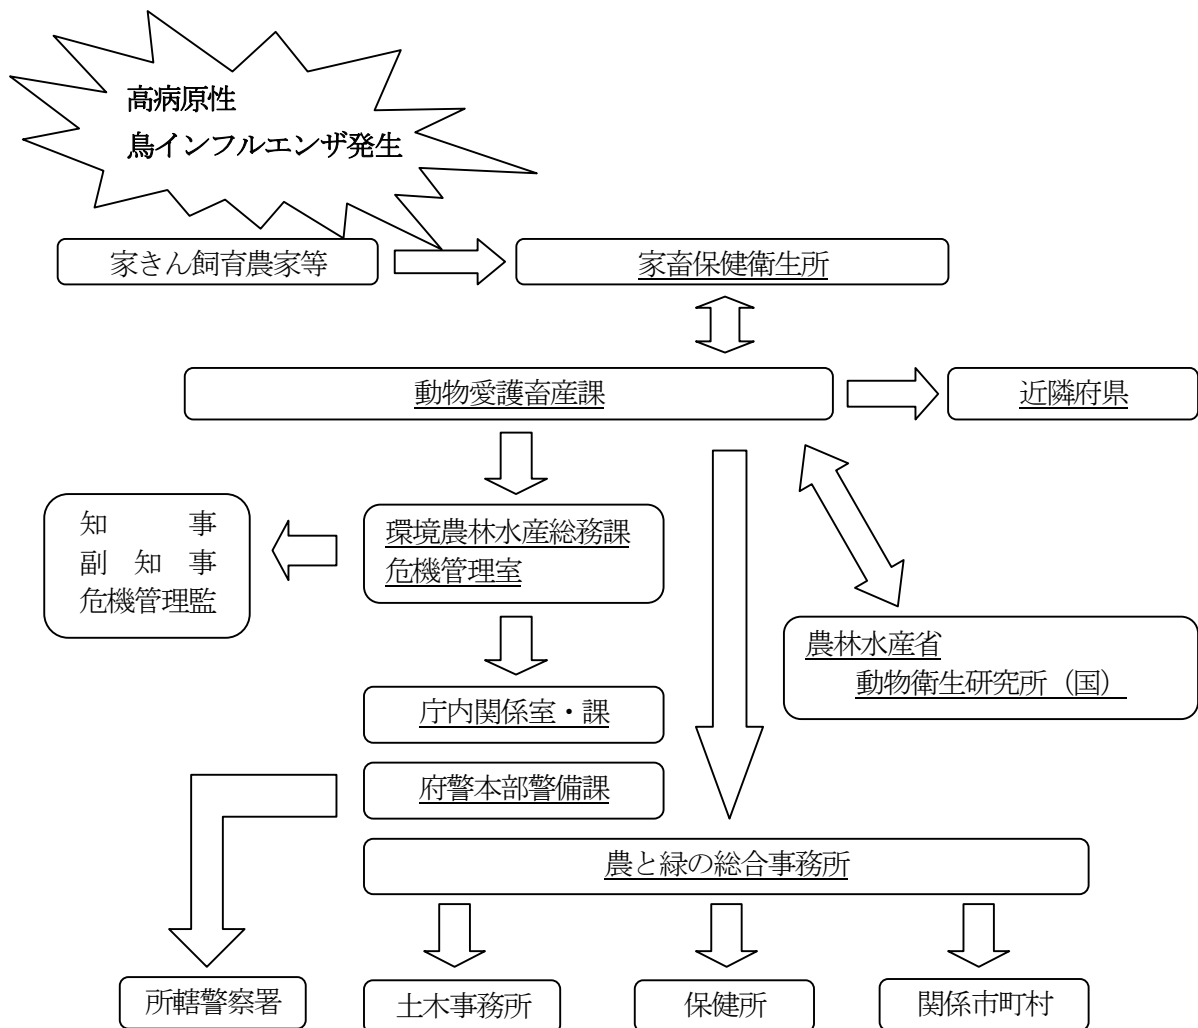 高病原性
鳥インフルエンザ発生
家きん飼育農家等
家畜保健衛生所
動物愛護畜産課
近隣府県
知　　　事
副　知　事
危機管理監
環境農林水産総務課
危機管理室
農林水産省
動物衛生研究所（国）
庁内関係室・課
府警本部警備課
農と緑の総合事務所
所轄警察署
土木事務所
保健所
関係市町村